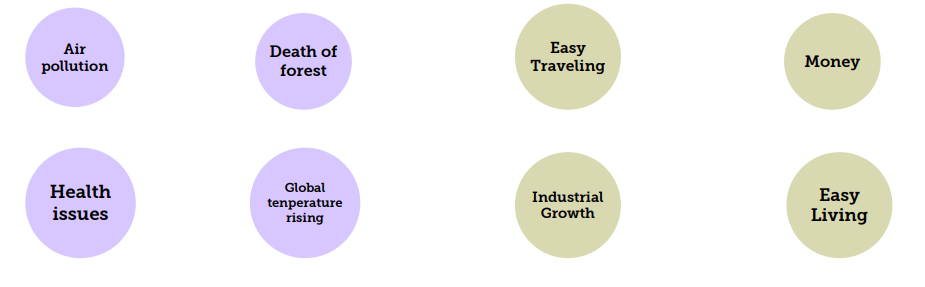 Air
pollution
Death of
forest
Easy
Traveling
Money
Health
issues
Global
tenperature
rising
Industrial
Growth
Easy
Living